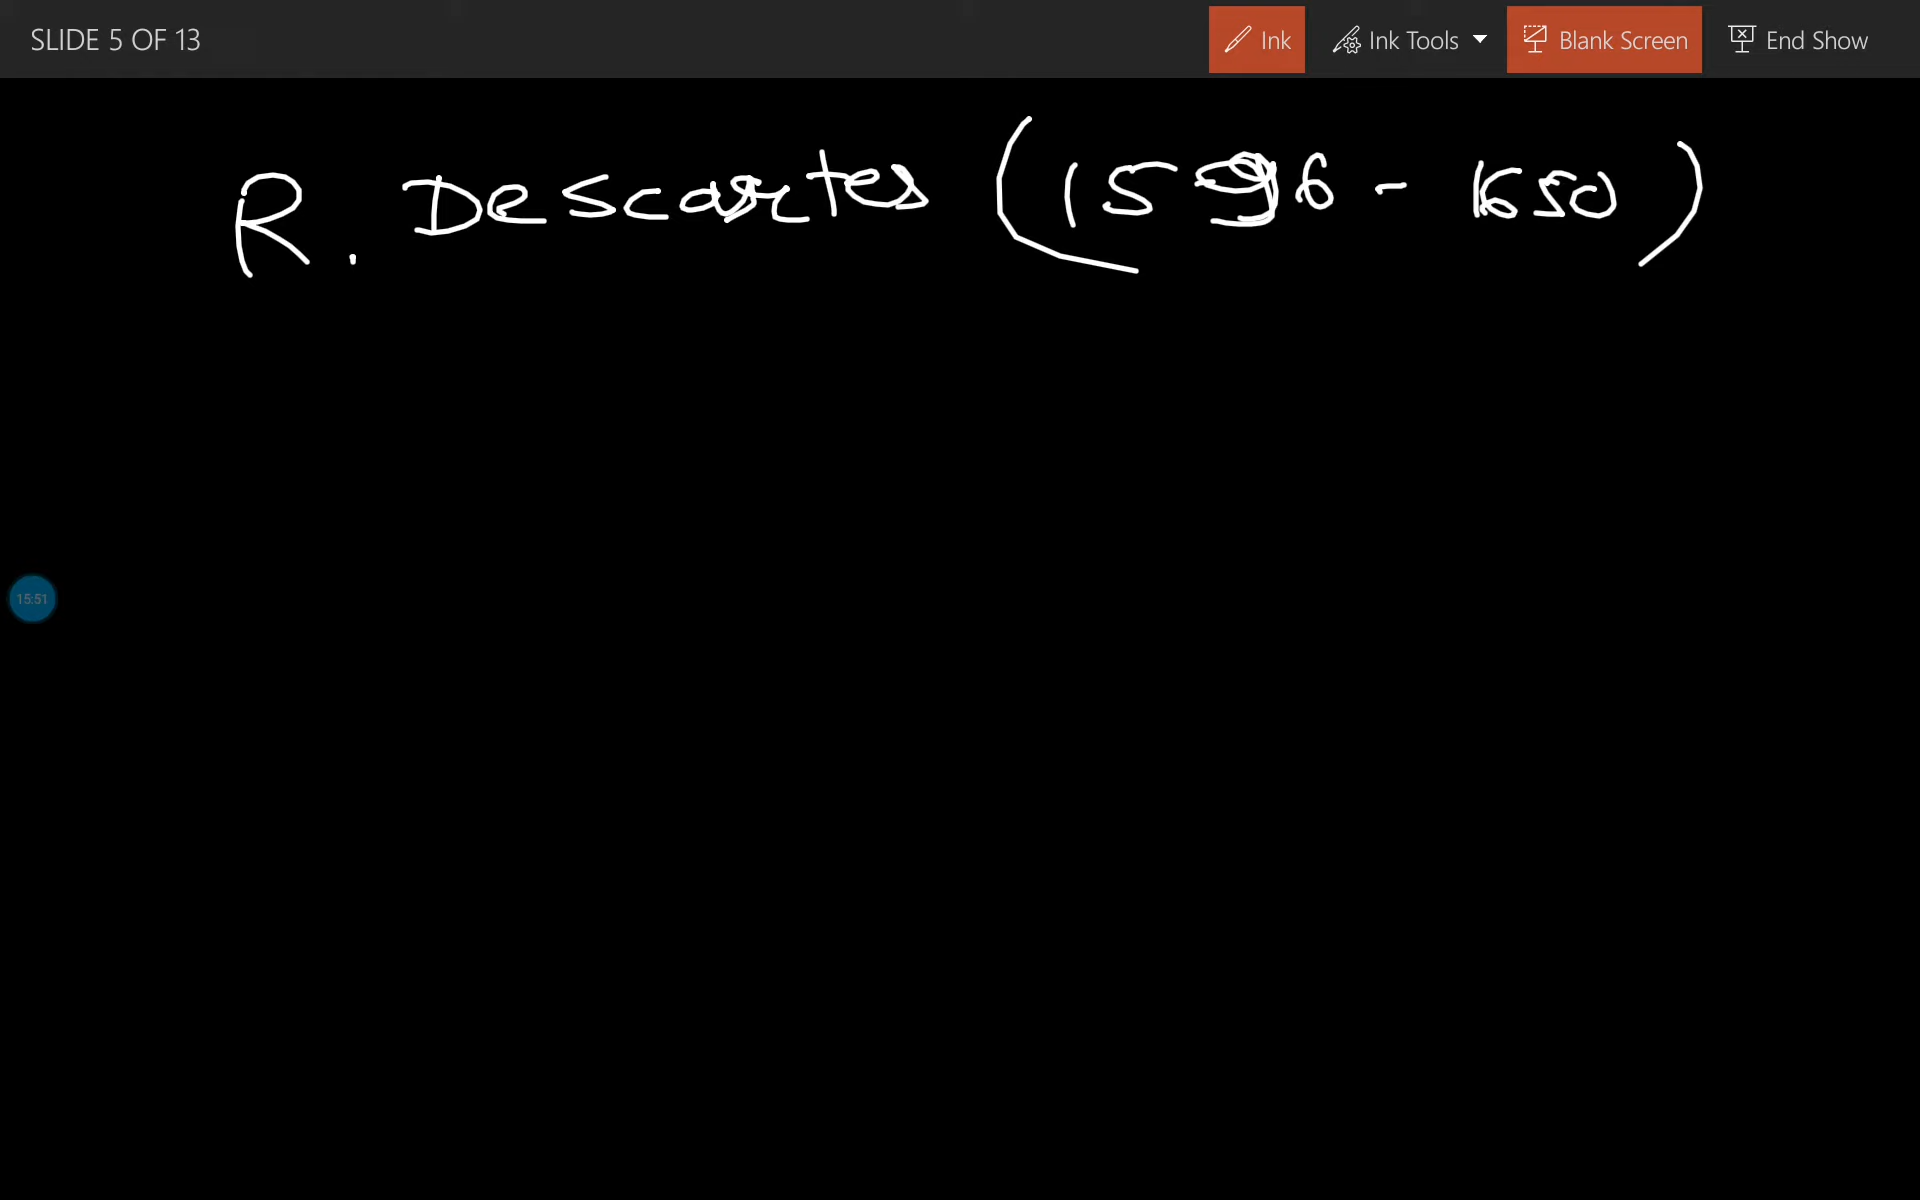 SLIDE 5 OF 13 Ink Ink Tools Blank Screen End Show
R. Descartes (1596 - 1650)
15:51